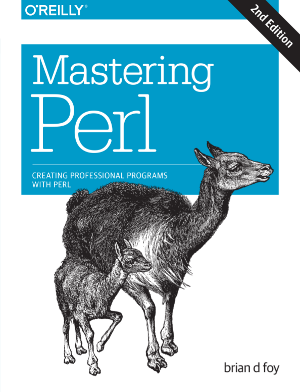 O'REILLY®
2nd Edition
Mastering
Perl
CREATING PROFESSIONAL PROGRAMS
WITH PERL
brian d foy